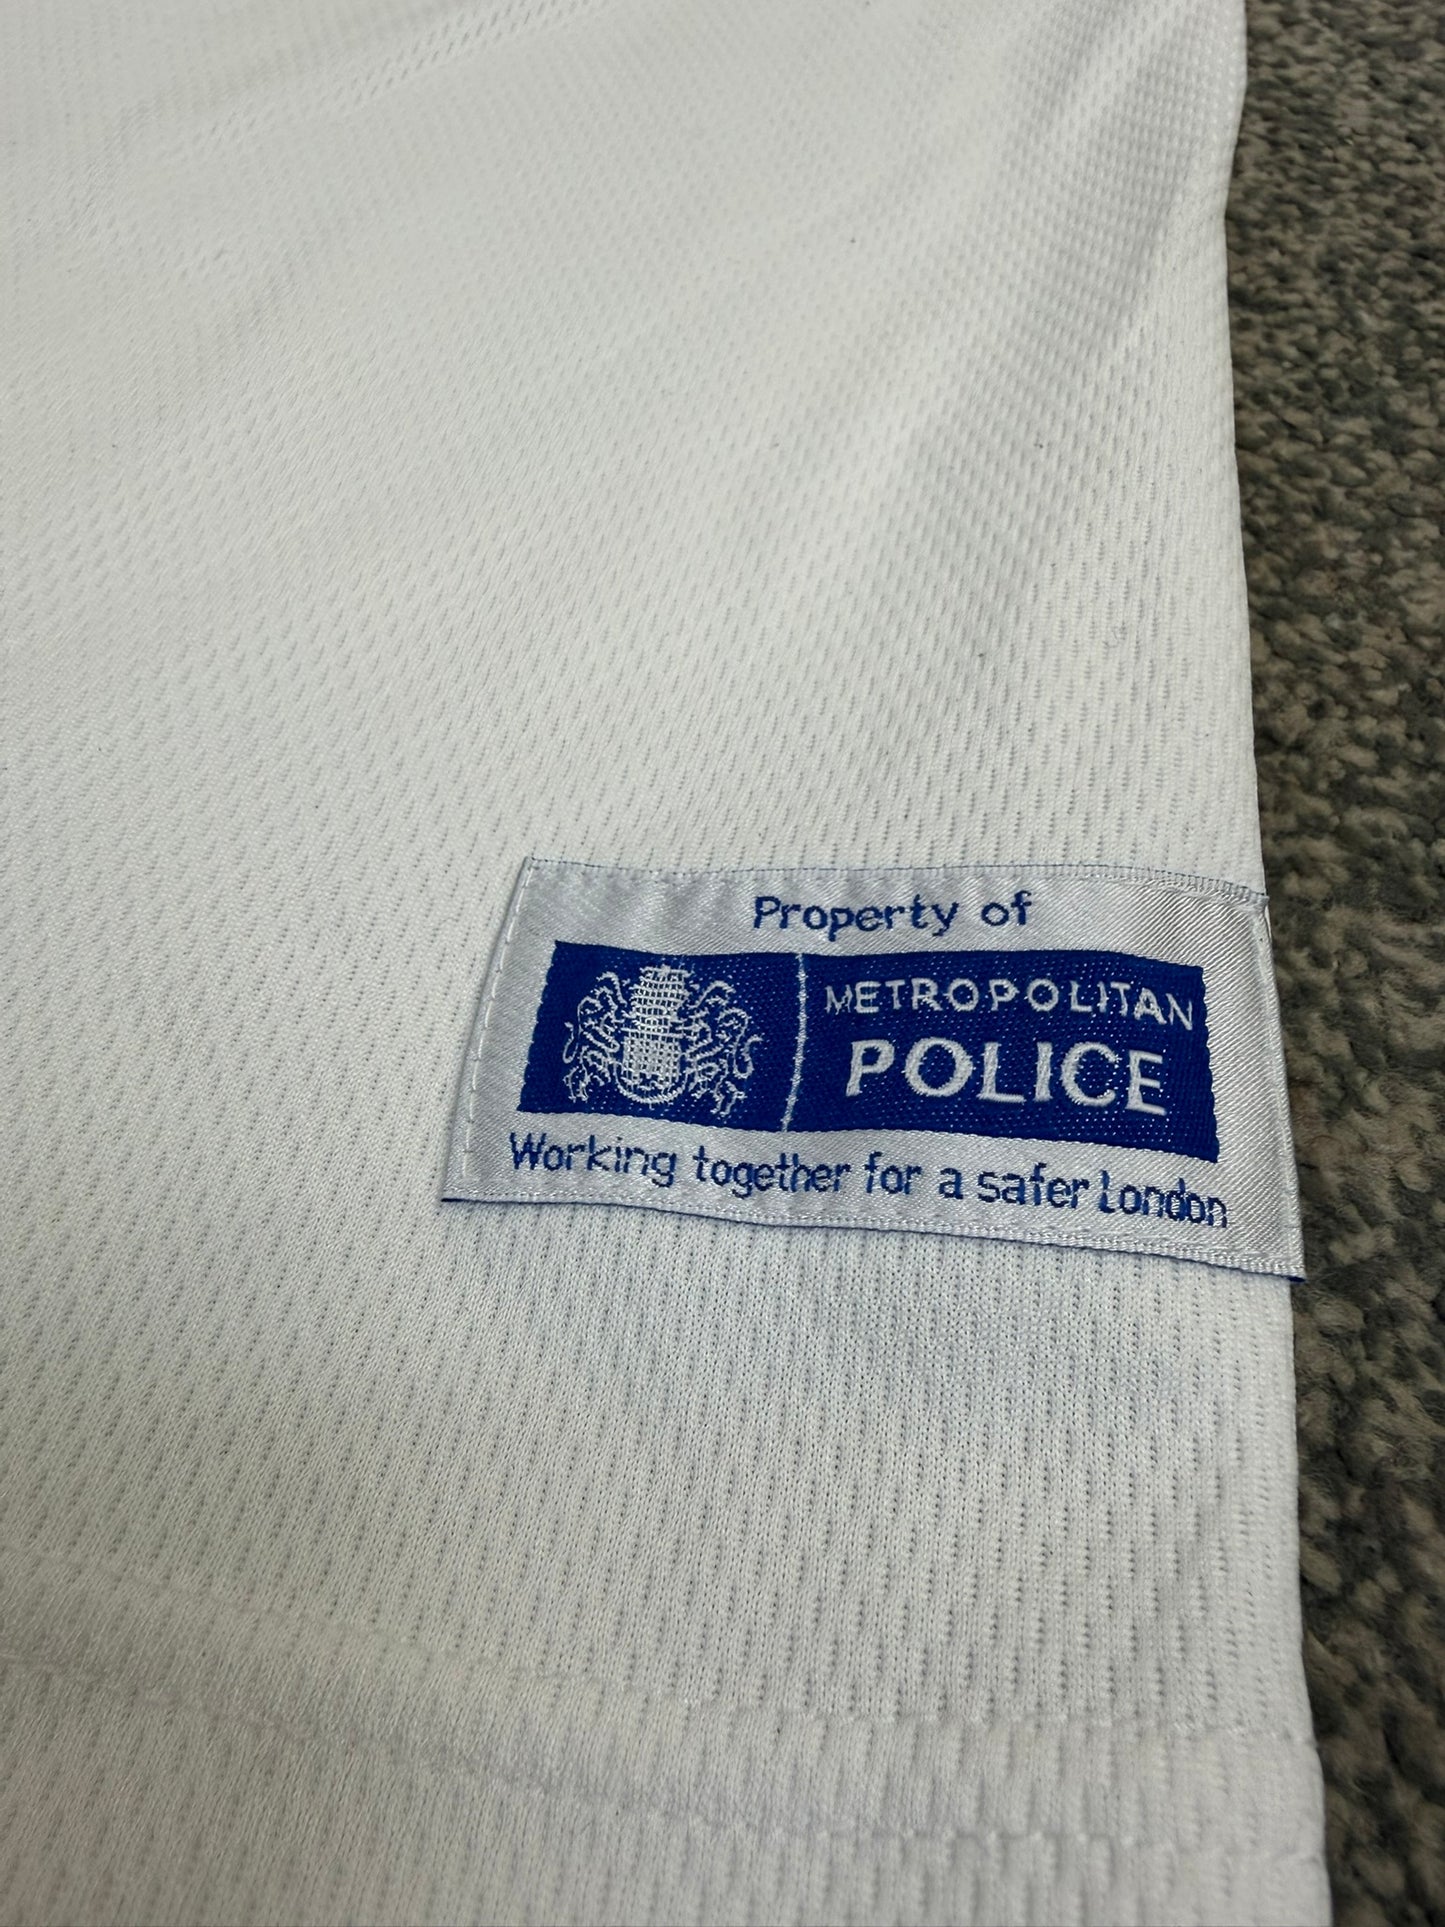 Property of
METROPOLITAN
POLICE
Working together for a safer London